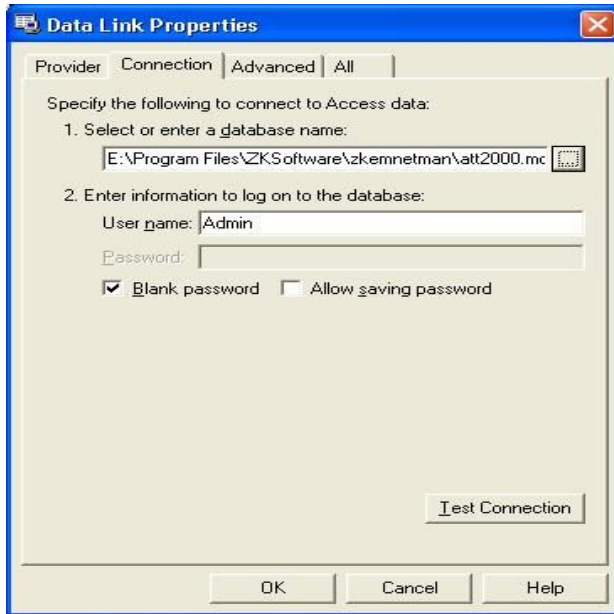 Data Link Properties
Provider Connection Advanced All
Specify the following to connect to Access data:
1. Select or enter a database name:
E:\Program Files\ZKSoftware\zkemnetman\att2000.mc ...
2. Enter information to log on to the database:
User name: Admin
Password:
Blank password Allow saving password
Test Connection
OK Cancel Help